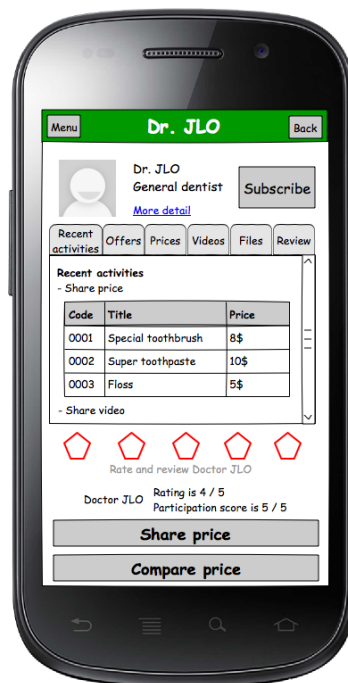 Menu Dr. JLO Back
Dr. JLO
General dentist
Subscribe
More detail
Recent activities Offers Prices Videos Files Review
Recent activities
- Share price
Code Title Price
0001 Special toothbrush 8$
0002 Super toothpaste 10$
0003 Floss 5$
- Share video
Rate and review Doctor JLO
Doctor JLO Rating is 4 / 5
Participation score is 5 / 5
Share price
Compare price